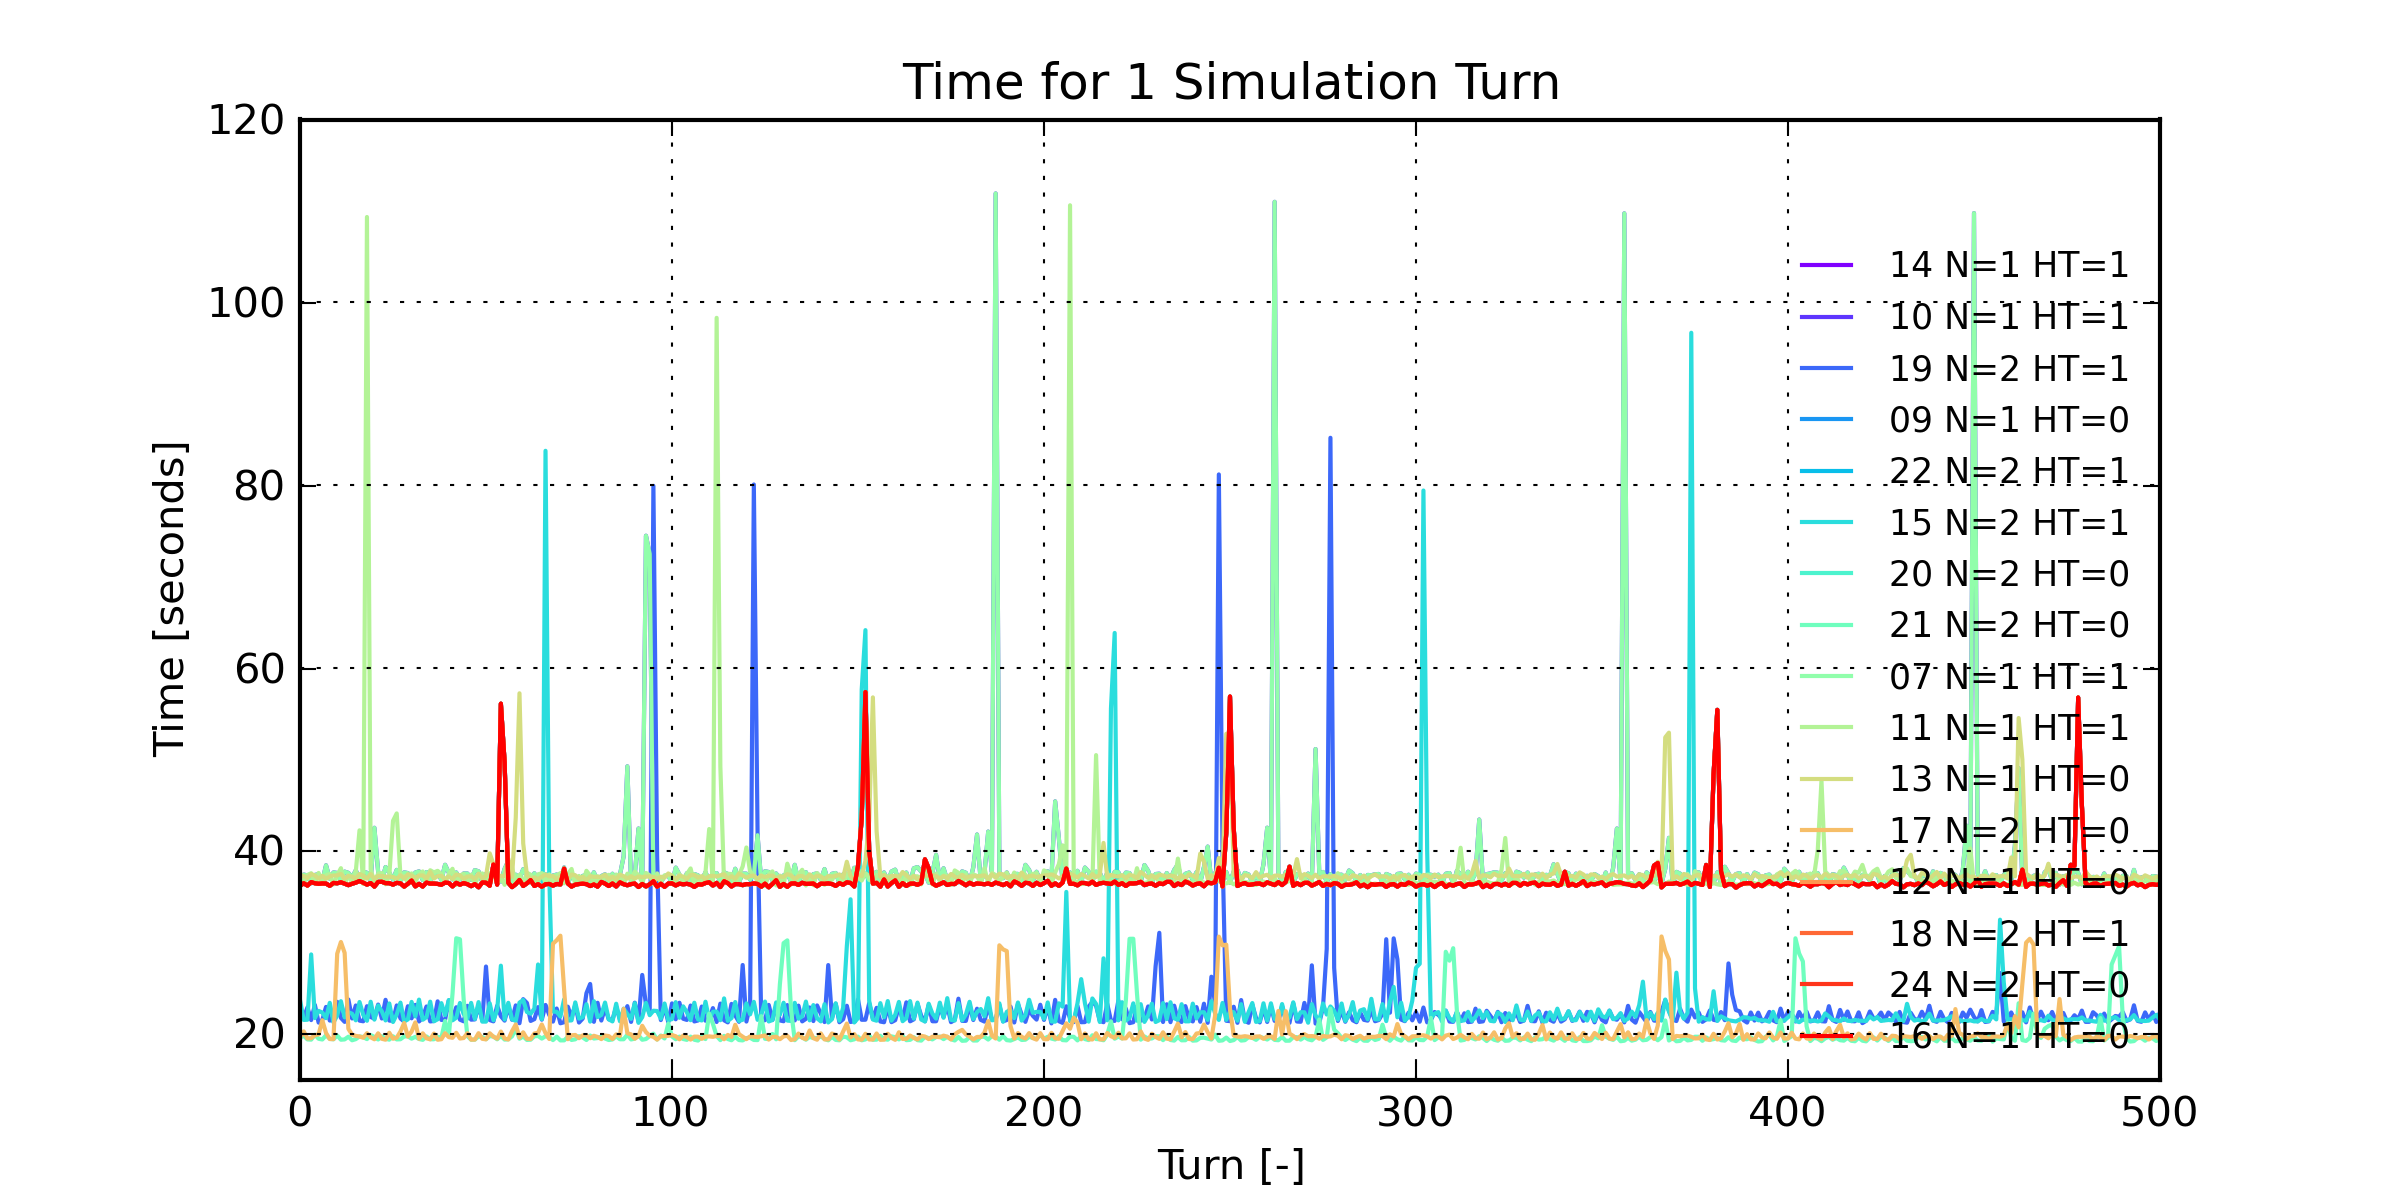 Time for 1 Simulation Turn
120
100
80
60
40
20
Time [seconds]
14 N=1 HT=1
10 N=1 HT=1
19 N=2 HT=1
09 N=1 HT=0
22 N=2 HT=1
15 N=2 HT=1
20 N=2 HT=0
21 N=2 HT=0
07 N=1 HT=1
11 N=1 HT=1
13 N=1 HT=0
17 N=2 HT=0
12 N=1 HT=0
18 N=2 HT=1
24 N=2 HT=0
16 N=1 HT=0
0 100 200 300 400 500
Turn [-]